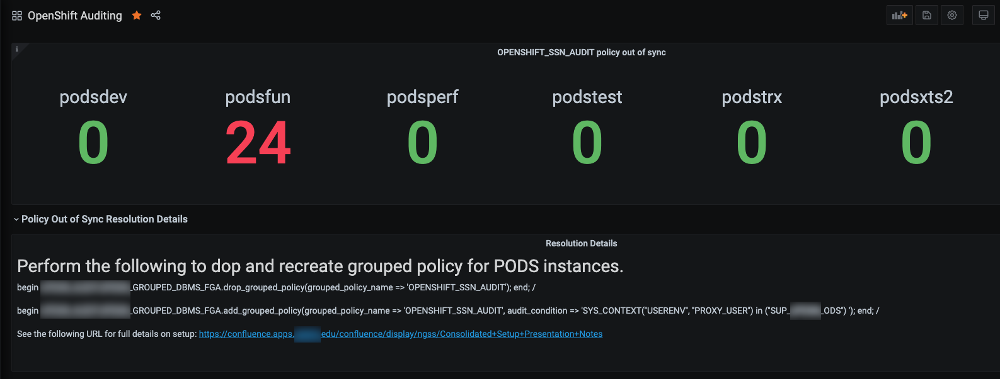 OpenShift Auditing
OPENSHIFT_SSN_AUDIT policy out of sync
podsdev podsfun podsperf podstest podstrx podsxts2
0 24 0 0 0 0
Policy Out of Sync Resolution Details
Resolution Details
Perform the following to dop and recreate grouped policy for PODS instances.
begin _GROUPED_DBMS_FGA.drop_grouped_policy(grouped_policy_name => 'OPENSHIFT_SSN_AUDIT'); end; /
begin _GROUPED_DBMS_FGA.add_grouped_policy(grouped_policy_name => 'OPENSHIFT_SSN_AUDIT', audit_condition => 'SYS_CONTEXT("USERENV", "PROXY_USER") in ("SUP_ _ODS") '); end; /
See the following URL for full details on setup: https://confluence.apps. edu/confluence/display/ngss/Consolidated+Setup+Presentation+Notes